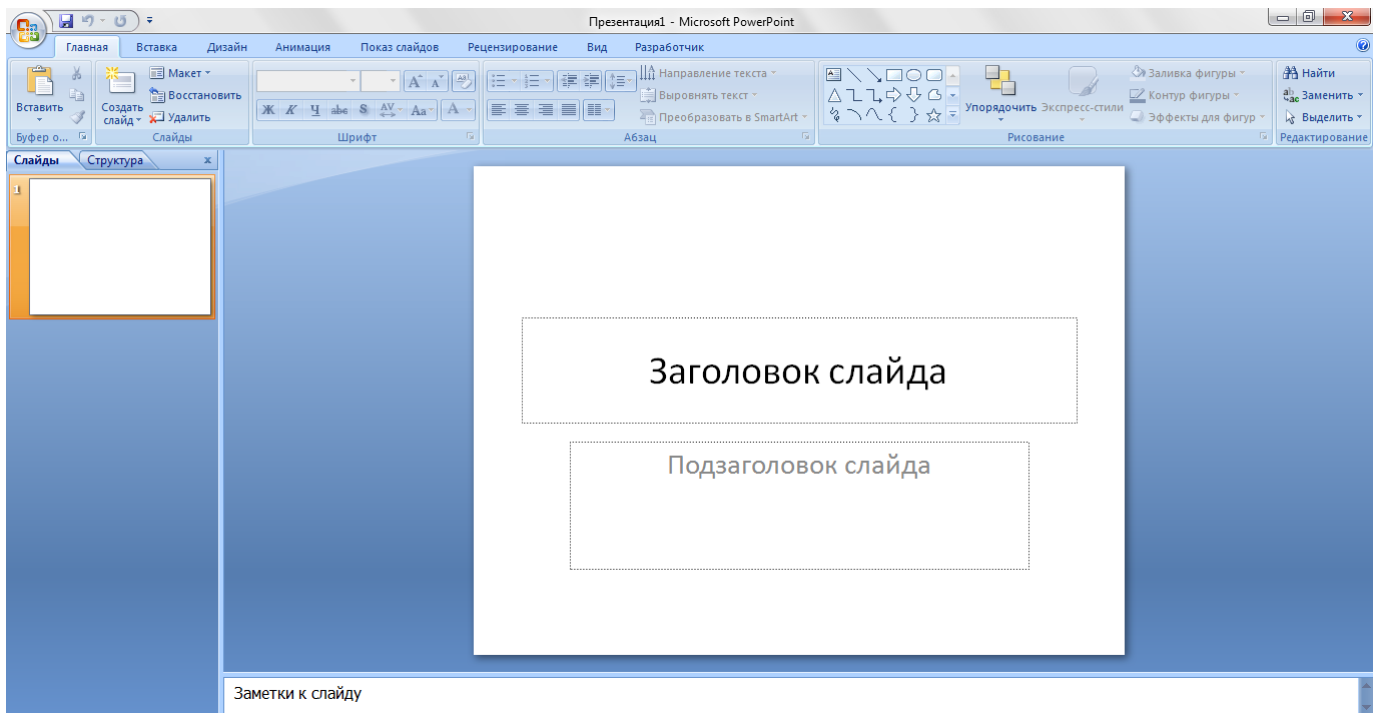 Презентация1 - Microsoft PowerPoint
Главная Вставка Дизайн Анимация Показ слайдов Рецензирование Вид Разработчик
Вставить
Буфер о...
Создать слайд
Макет
Восстановить
Удалить
Слайды
Ж К Ч abc S AV Aa A
Шрифт
Направление текста
Выровнять текст
Преобразовать в SmartArt
Абзац
Упорядочить
Экспресс-стили
Заливка фигуры
Контур фигуры
Эффекты для фигур
Рисование
Найти
Заменить
Выделить
Редактирование
Слайды Структура x
1
Заголовок слайда
Подзаголовок слайда
Заметки к слайду